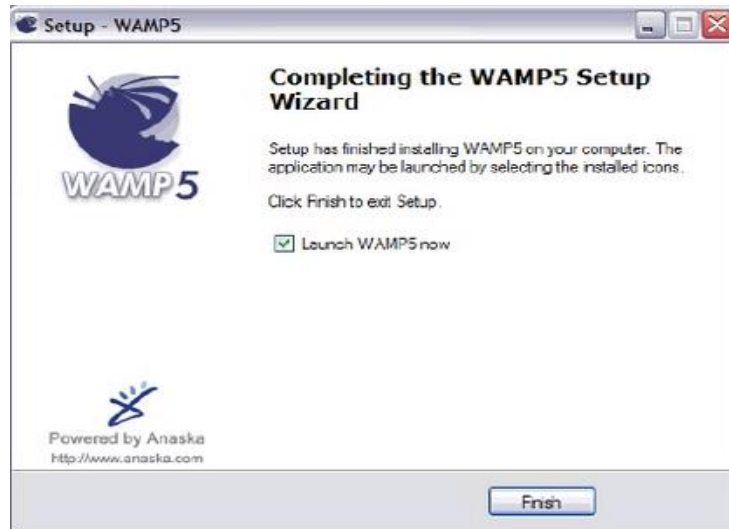 Setup - WAMP5
Completing the WAMP5 Setup
Wizard
Setup has finished installing WAMP5 on your computer. The
application may be launched by selecting the installed icons.
Click Finish to exit Setup.
Launch WAMP5 now
WAMP5
Powered by Anaska
http://www.anaska.com
Finish